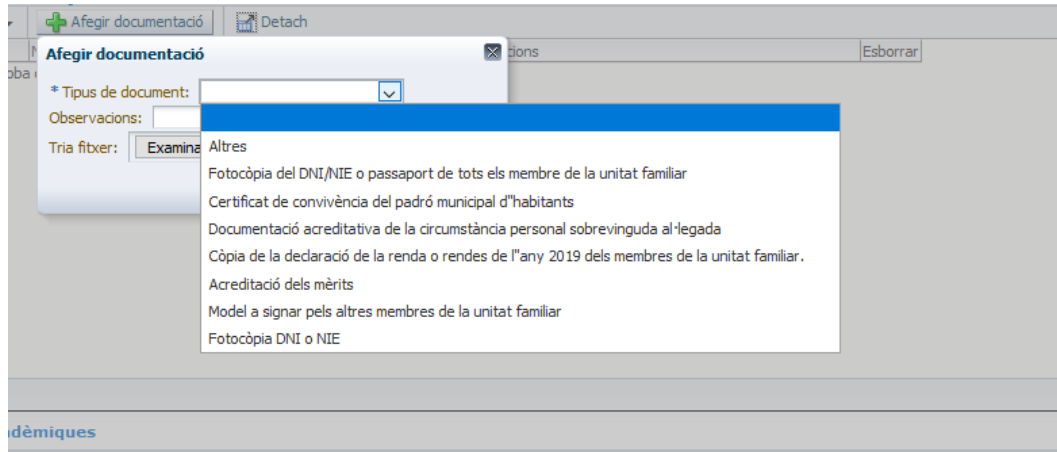 Afegir documentació Detach
Esborrar
Afegir documentació
* Tipus de document:
Observacions:
Tria fitxer: Examina
Altres
Fotocòpia del DNI/NIE o passaport de tots els membre de la unitat familiar
Certificat de convivència del padró municipal d"habitants
Documentació acreditativa de la circumstància personal sobrevinguda al·legada
Còpia de la declaració de la renda o rendes de l"any 2019 dels membres de la unitat familiar.
Acreditació dels mèrits
Model a signar pels altres membres de la unitat familiar
Fotocòpia DNI o NIE